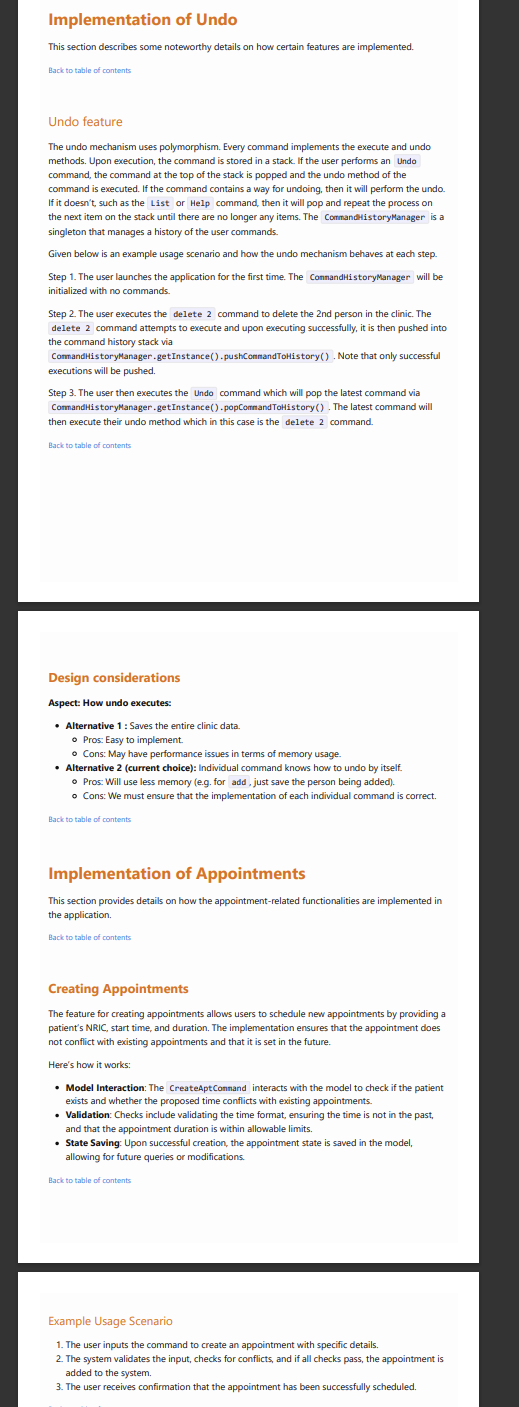 Implementation of Undo
This section describes some noteworthy details on how certain features are implemented.
Back to table of contents
Undo feature
The undo mechanism uses polymorphism. Every command implements the execute and undo
methods. Upon execution, the command is stored in a stack. If the user performs an Undo
command, the command at the top of the stack is popped and the undo method of the
command is executed. If the command contains a way for undoing, then it will perform the undo.
If it doesn't, such as the List or Help command, then it will pop and repeat the process on
the next item on the stack until there are no longer any items. The CommandHistoryManager is a
singleton that manages a history of the user commands.
Given below is an example usage scenario and how the undo mechanism behaves at each step.
Step 1. The user launches the application for the first time. The CommandHistoryManager will be
initialized with no commands.
Step 2. The user executes the delete 2 command to delete the 2nd person in the clinic. The
delete 2 command attempts to execute and upon executing successfully, it is then pushed into
the command history stack via
CommandHistoryManager.getInstance().pushCommandToHistory() . Note that only successful
executions will be pushed.
Step 3. The user then executes the Undo command which will pop the latest command via
CommandHistoryManager.getInstance().popCommandToHistory() . The latest command will
then execute their undo method which in this case is the delete 2 command.
Back to table of contents
Design considerations
Aspect: How undo executes:
• Alternative 1 : Saves the entire clinic data.
◦ Pros: Easy to implement.
◦ Cons: May have performance issues in terms of memory usage.
• Alternative 2 (current choice): Individual command knows how to undo by itself.
◦ Pros: Will use less memory (e.g. for add , just save the person being added).
◦ Cons: We must ensure that the implementation of each individual command is correct.
Back to table of contents
Implementation of Appointments
This section provides details on how the appointment-related functionalities are implemented in
the application.
Back to table of contents
Creating Appointments
The feature for creating appointments allows users to schedule new appointments by providing a
patient's NRIC, start time, and duration. The implementation ensures that the appointment does
not conflict with existing appointments and that it is set in the future.
Here's how it works:
• Model Interaction: The CreateAptCommand interacts with the model to check if the patient
exists and whether the proposed time conflicts with existing appointments.
• Validation: Checks include validating the time format, ensuring the time is not in the past,
and that the appointment duration is within allowable limits.
• State Saving: Upon successful creation, the appointment state is saved in the model,
allowing for future queries or modifications.
Back to table of contents
Example Usage Scenario
1. The user inputs the command to create an appointment with specific details.
2. The system validates the input, checks for conflicts, and if all checks pass, the appointment is
added to the system.
3. The user receives confirmation that the appointment has been successfully scheduled.